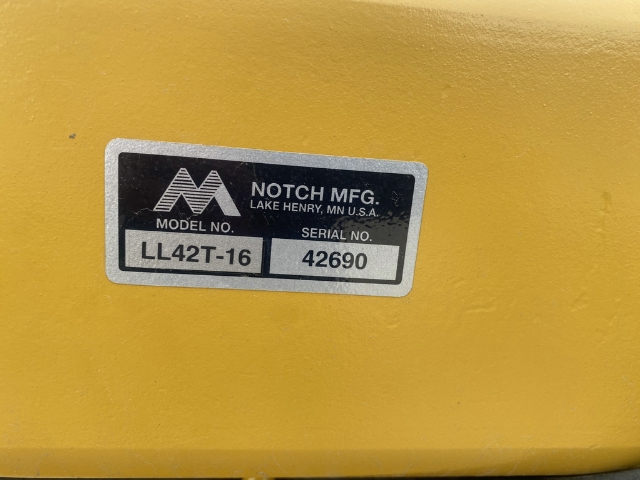 NOTCH MFG.
LAKE HENRY, MN U.S.A.
MODEL NO.
LL42T-16
SERIAL NO.
42690